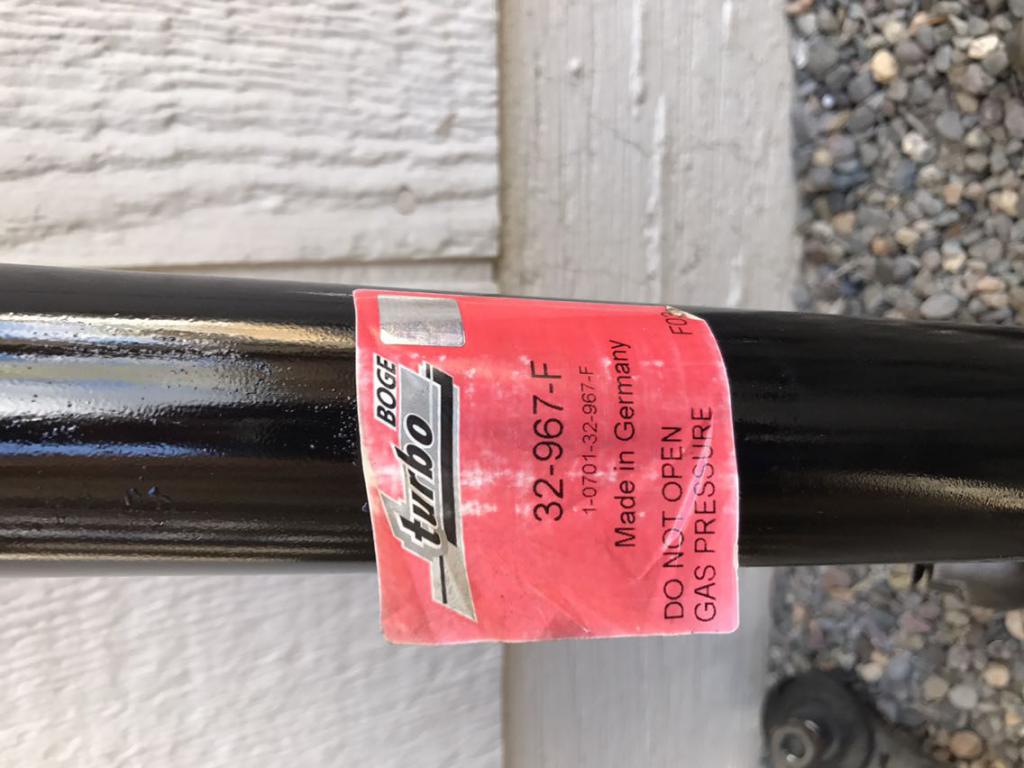 BOGE
turbo
32-967-F
1-0701-32-967-F
Made in Germany
DO NOT OPEN
GAS PRESSURE